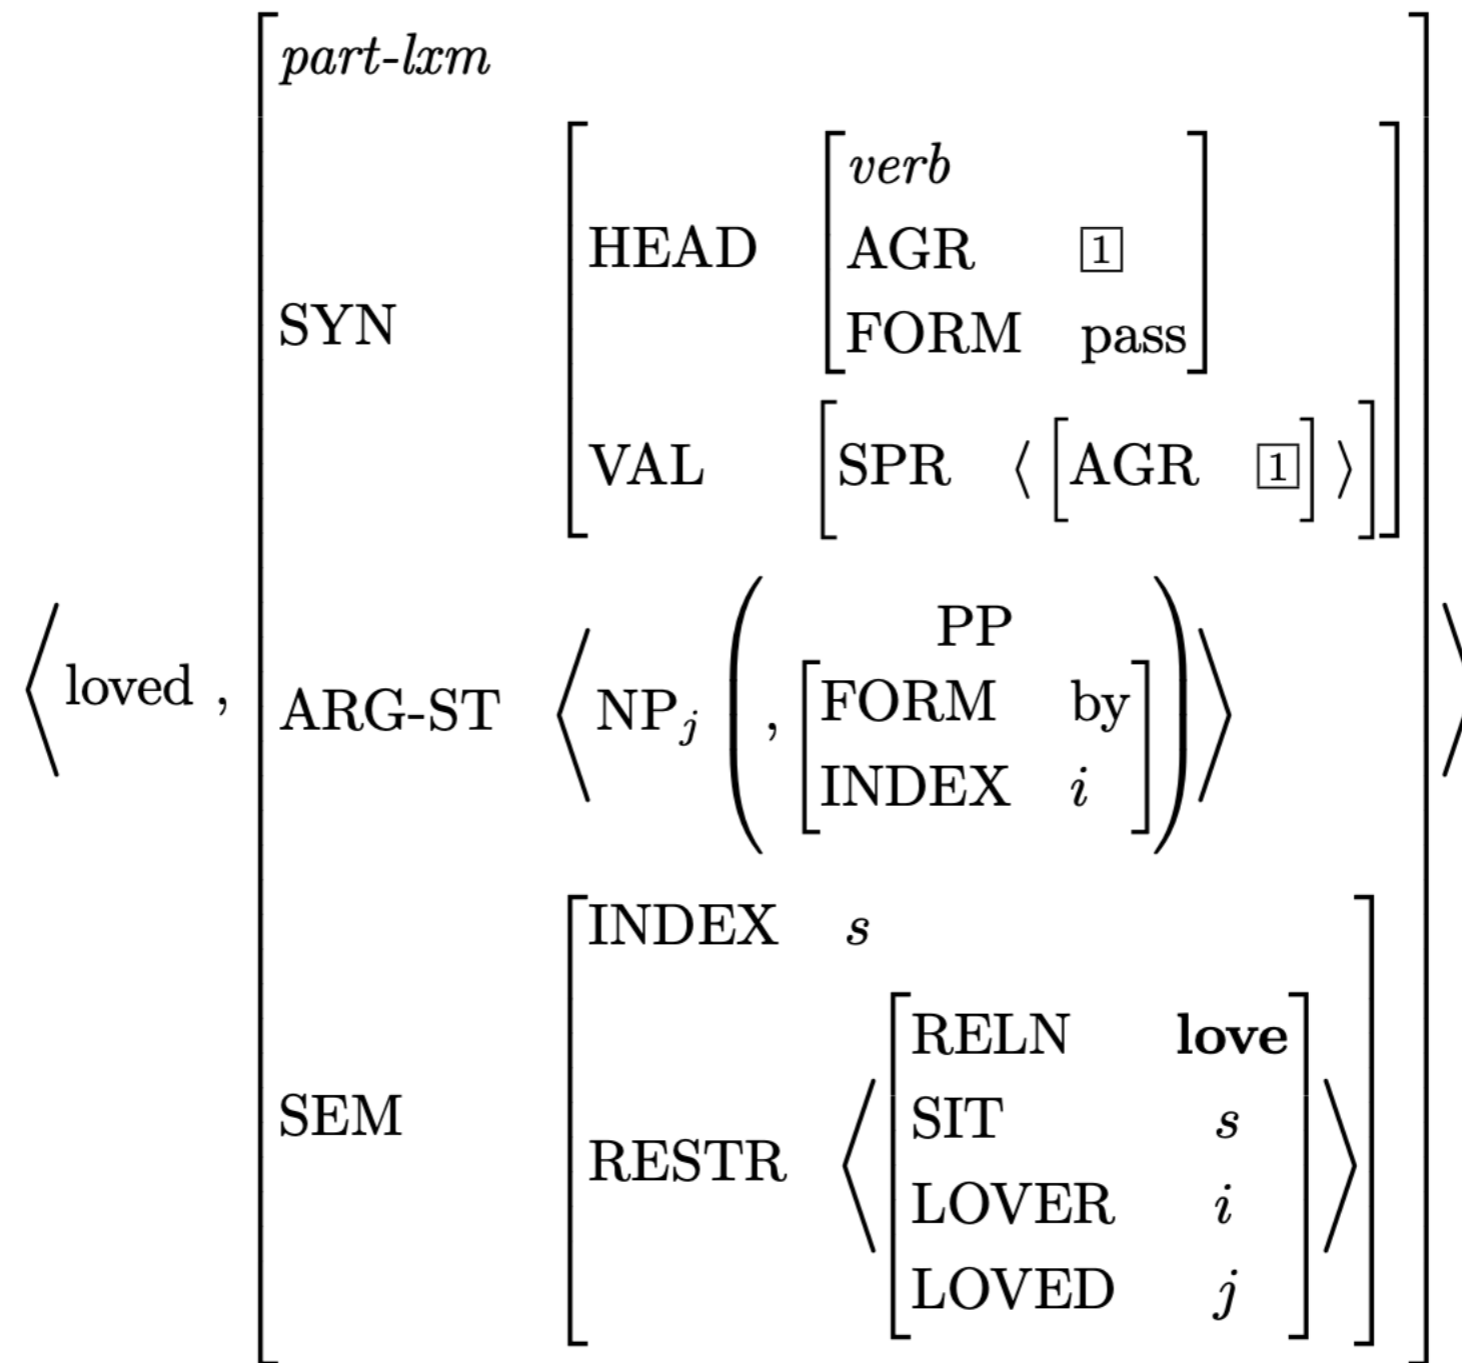 part-lxm
verb
HEAD AGR 1
FORM pass
SYN
VAL [SPR ⟨[AGR 1]⟩]
⟨loved ,
PP
ARG-ST ⟨NPj ( , [FORM by
INDEX i])⟩
INDEX s
RELN love
SEM SIT s
RESTR ⟨ LOVER i ⟩
LOVED j